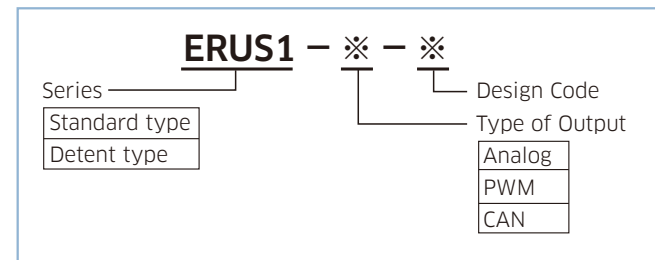 ERUS1 － ※ － ※
Series
Standard type
Detent type
Design Code
Type of Output
Analog
PWM
CAN